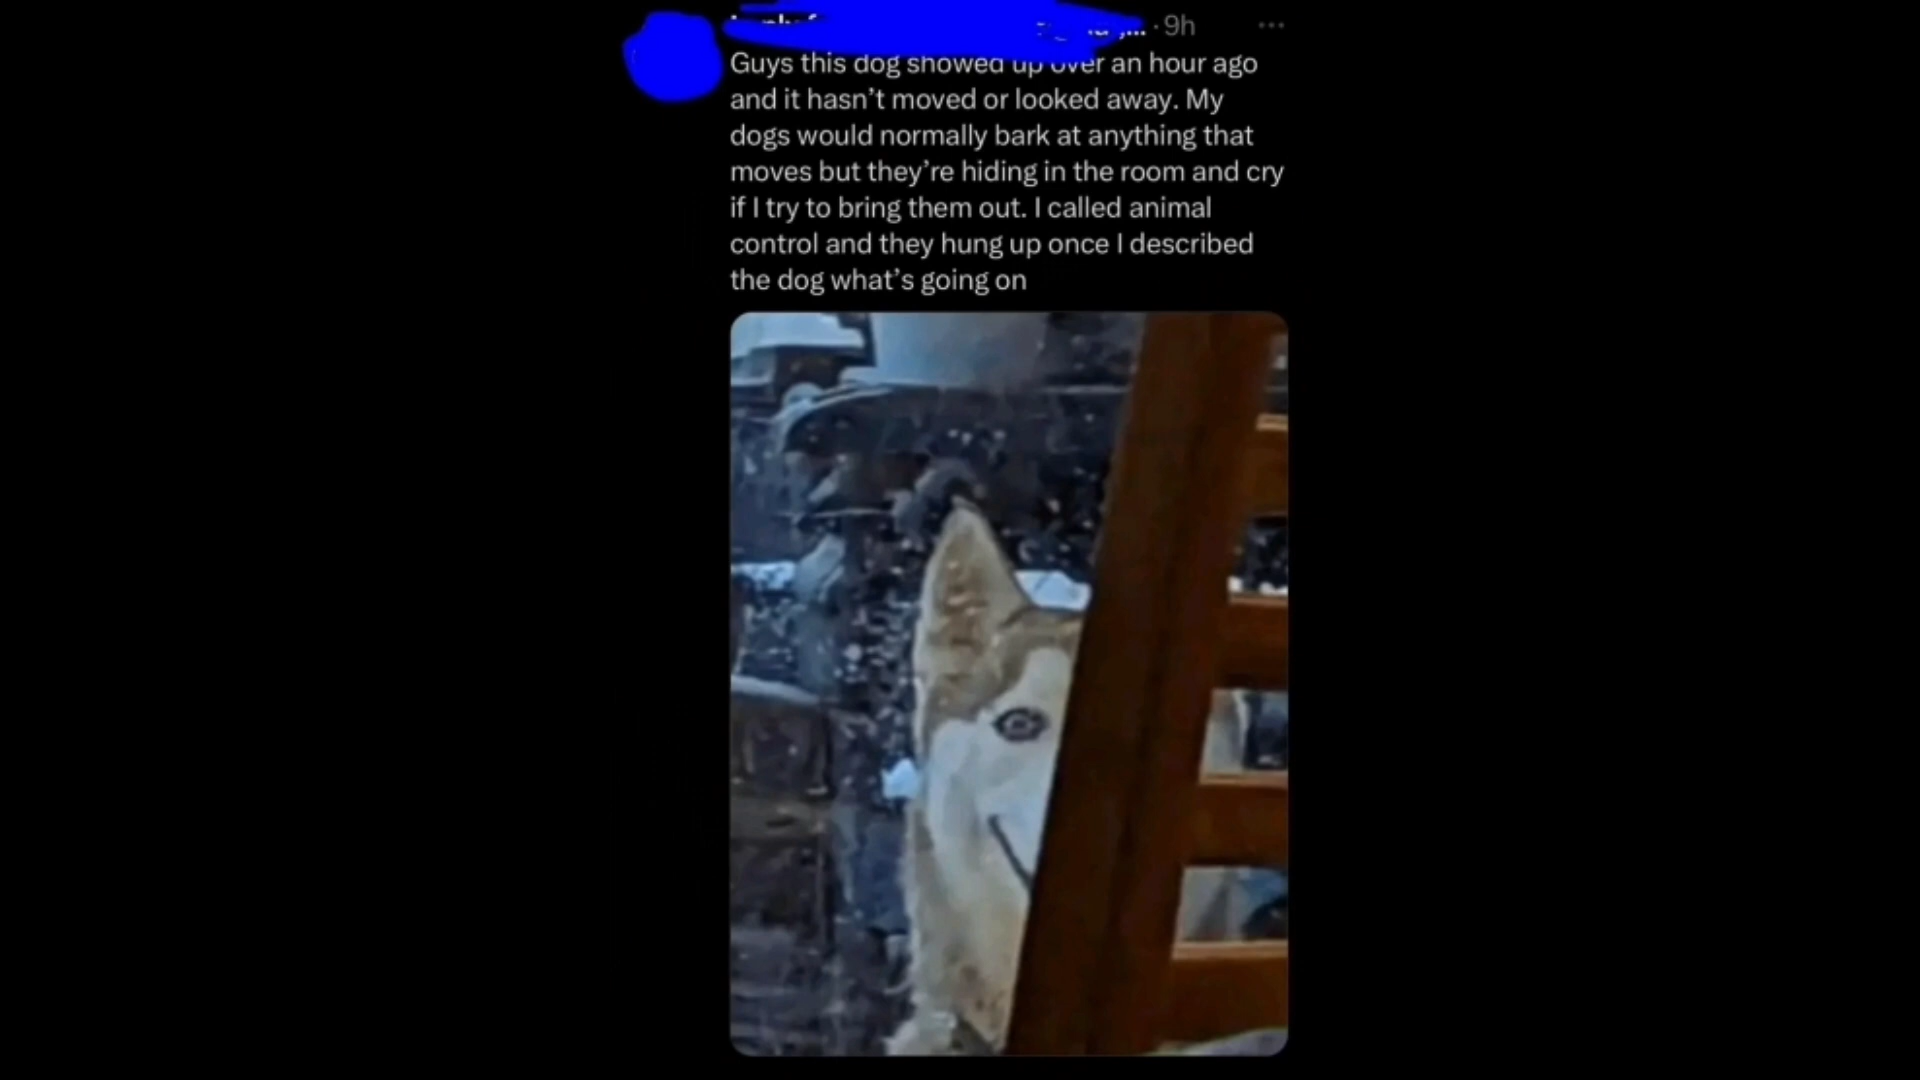 · 9h
Guys this dog showed up over an hour ago
and it hasn't moved or looked away. My
dogs would normally bark at anything that
moves but they're hiding in the room and cry
if I try to bring them out. I called animal
control and they hung up once I described
the dog what's going on